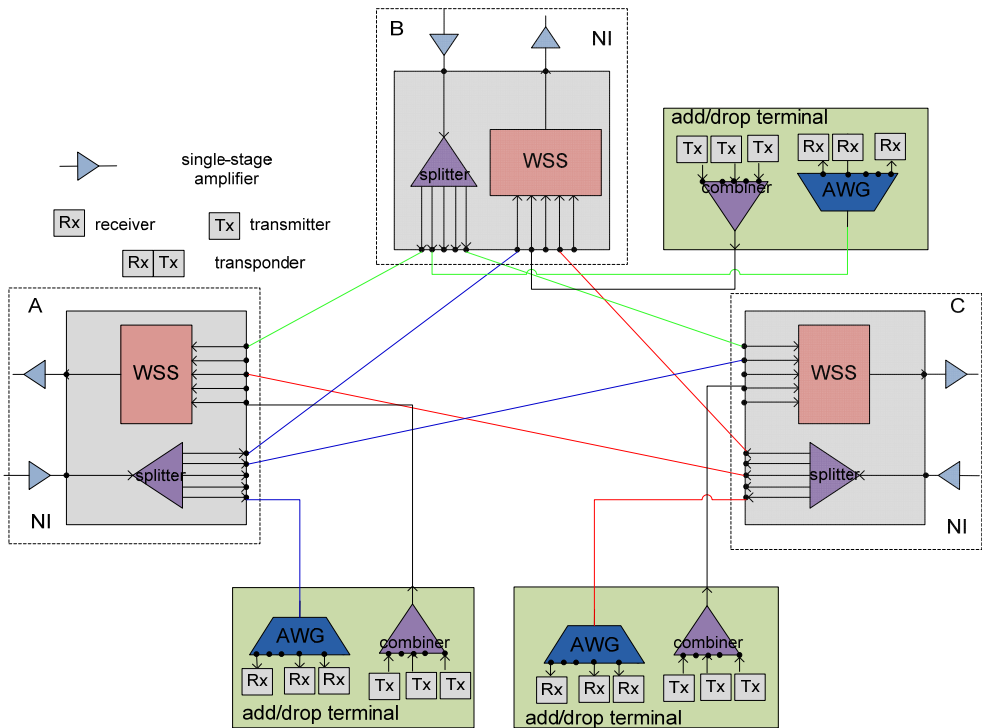 B
NI
splitter
WSS
add/drop terminal
Tx Tx Tx
Rx Rx Rx
combiner
AWG
single-stage
amplifier
Rx receiver
Tx transmitter
Rx Tx transponder
A
WSS
splitter
NI
C
WSS
splitter
NI
AWG
combiner
Rx Rx Rx
Tx Tx Tx
add/drop terminal
AWG
combiner
Rx Rx Rx
Tx Tx Tx
add/drop terminal